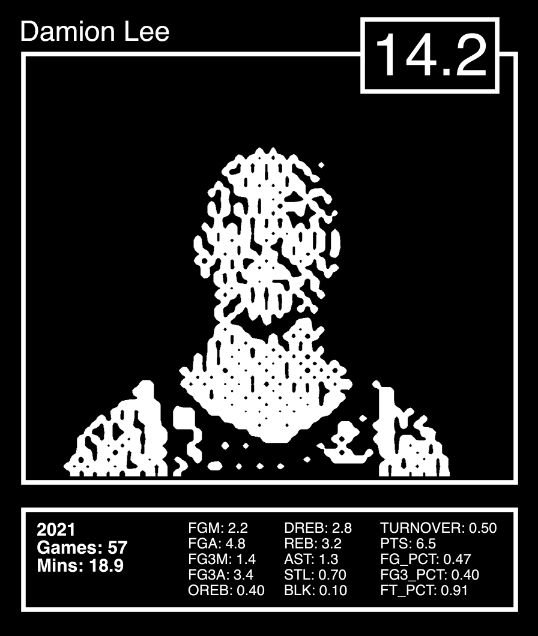 Damion Lee
14.2
2021
Games: 57
Mins: 18.9
FGM: 2.2
FGA: 4.8
FG3M: 1.4
FG3A: 3.4
OREB: 0.40
DREB: 2.8
REB: 3.2
AST: 1.3
STL: 0.70
BLK: 0.10
TURNOVER: 0.50
PTS: 6.5
FG_PCT: 0.47
FG3_PCT: 0.40
FT_PCT: 0.91